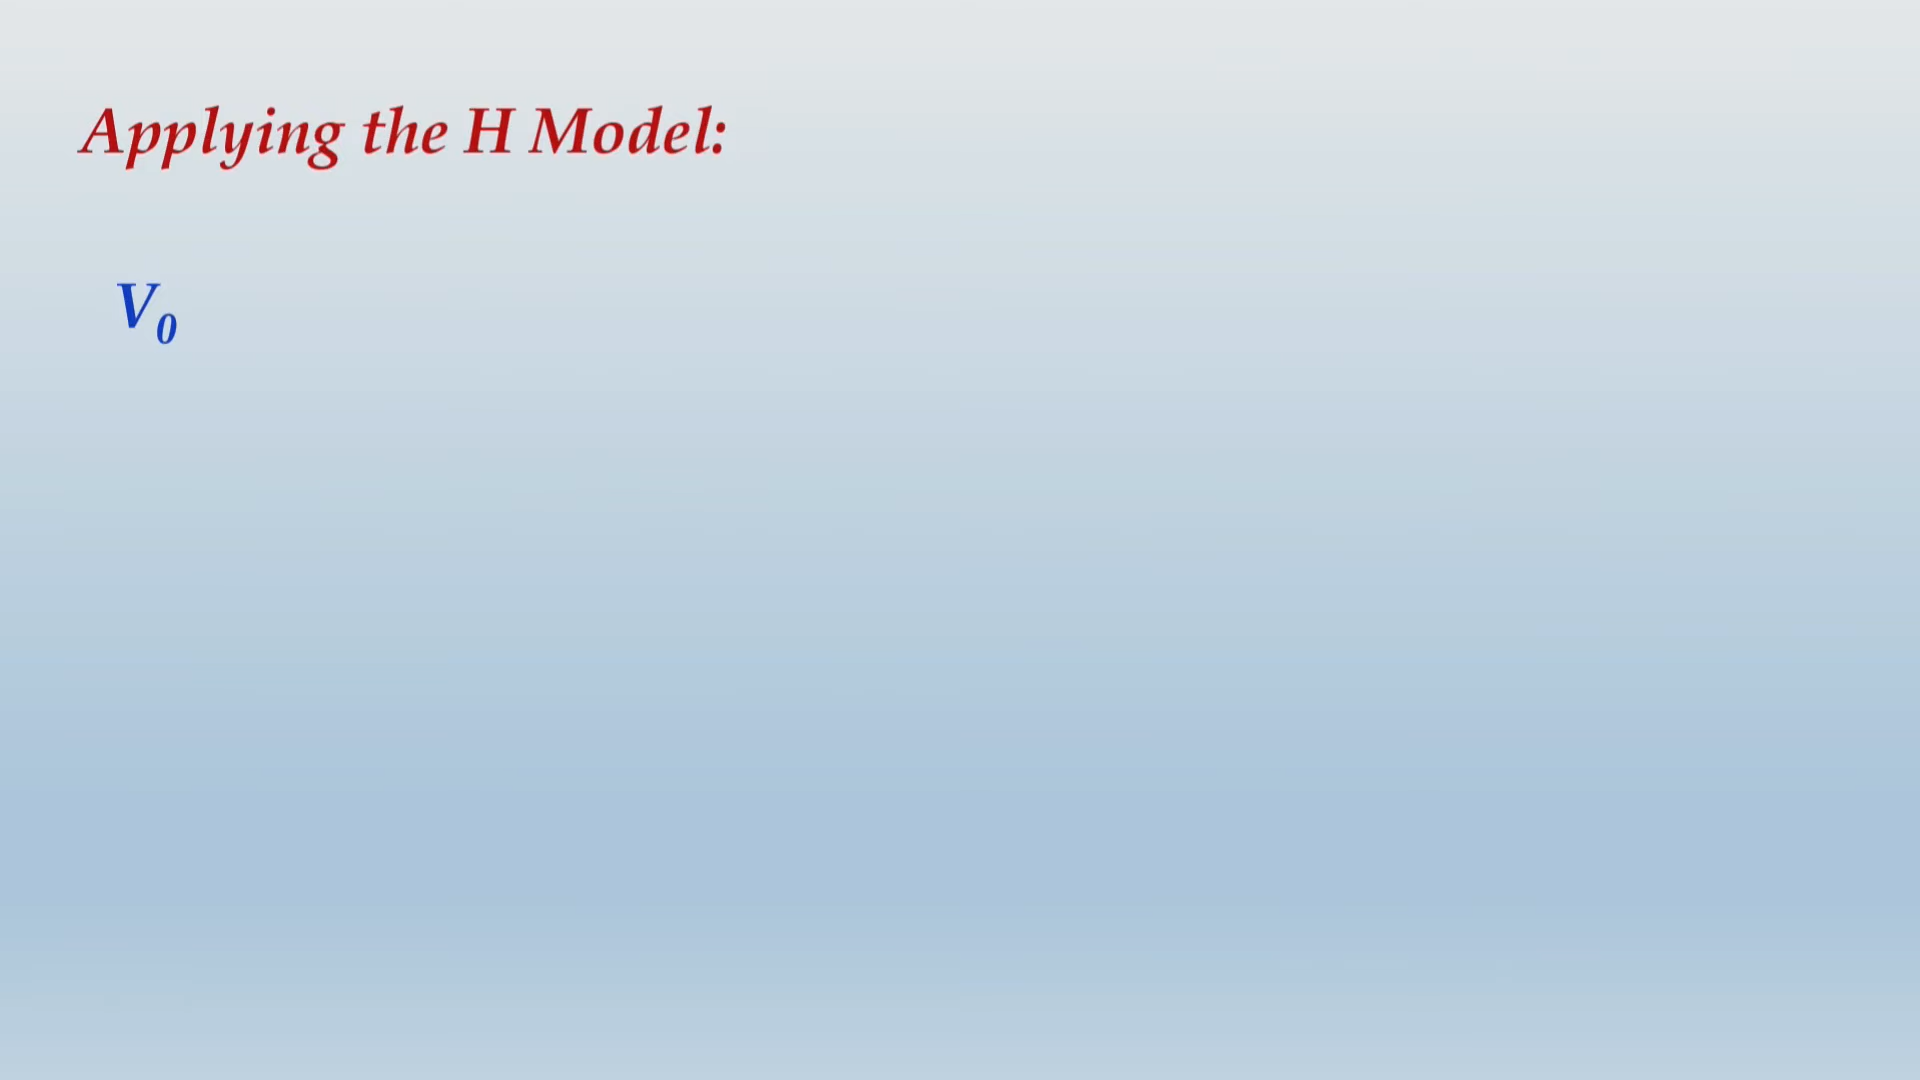 Applying the H Model:
V₀